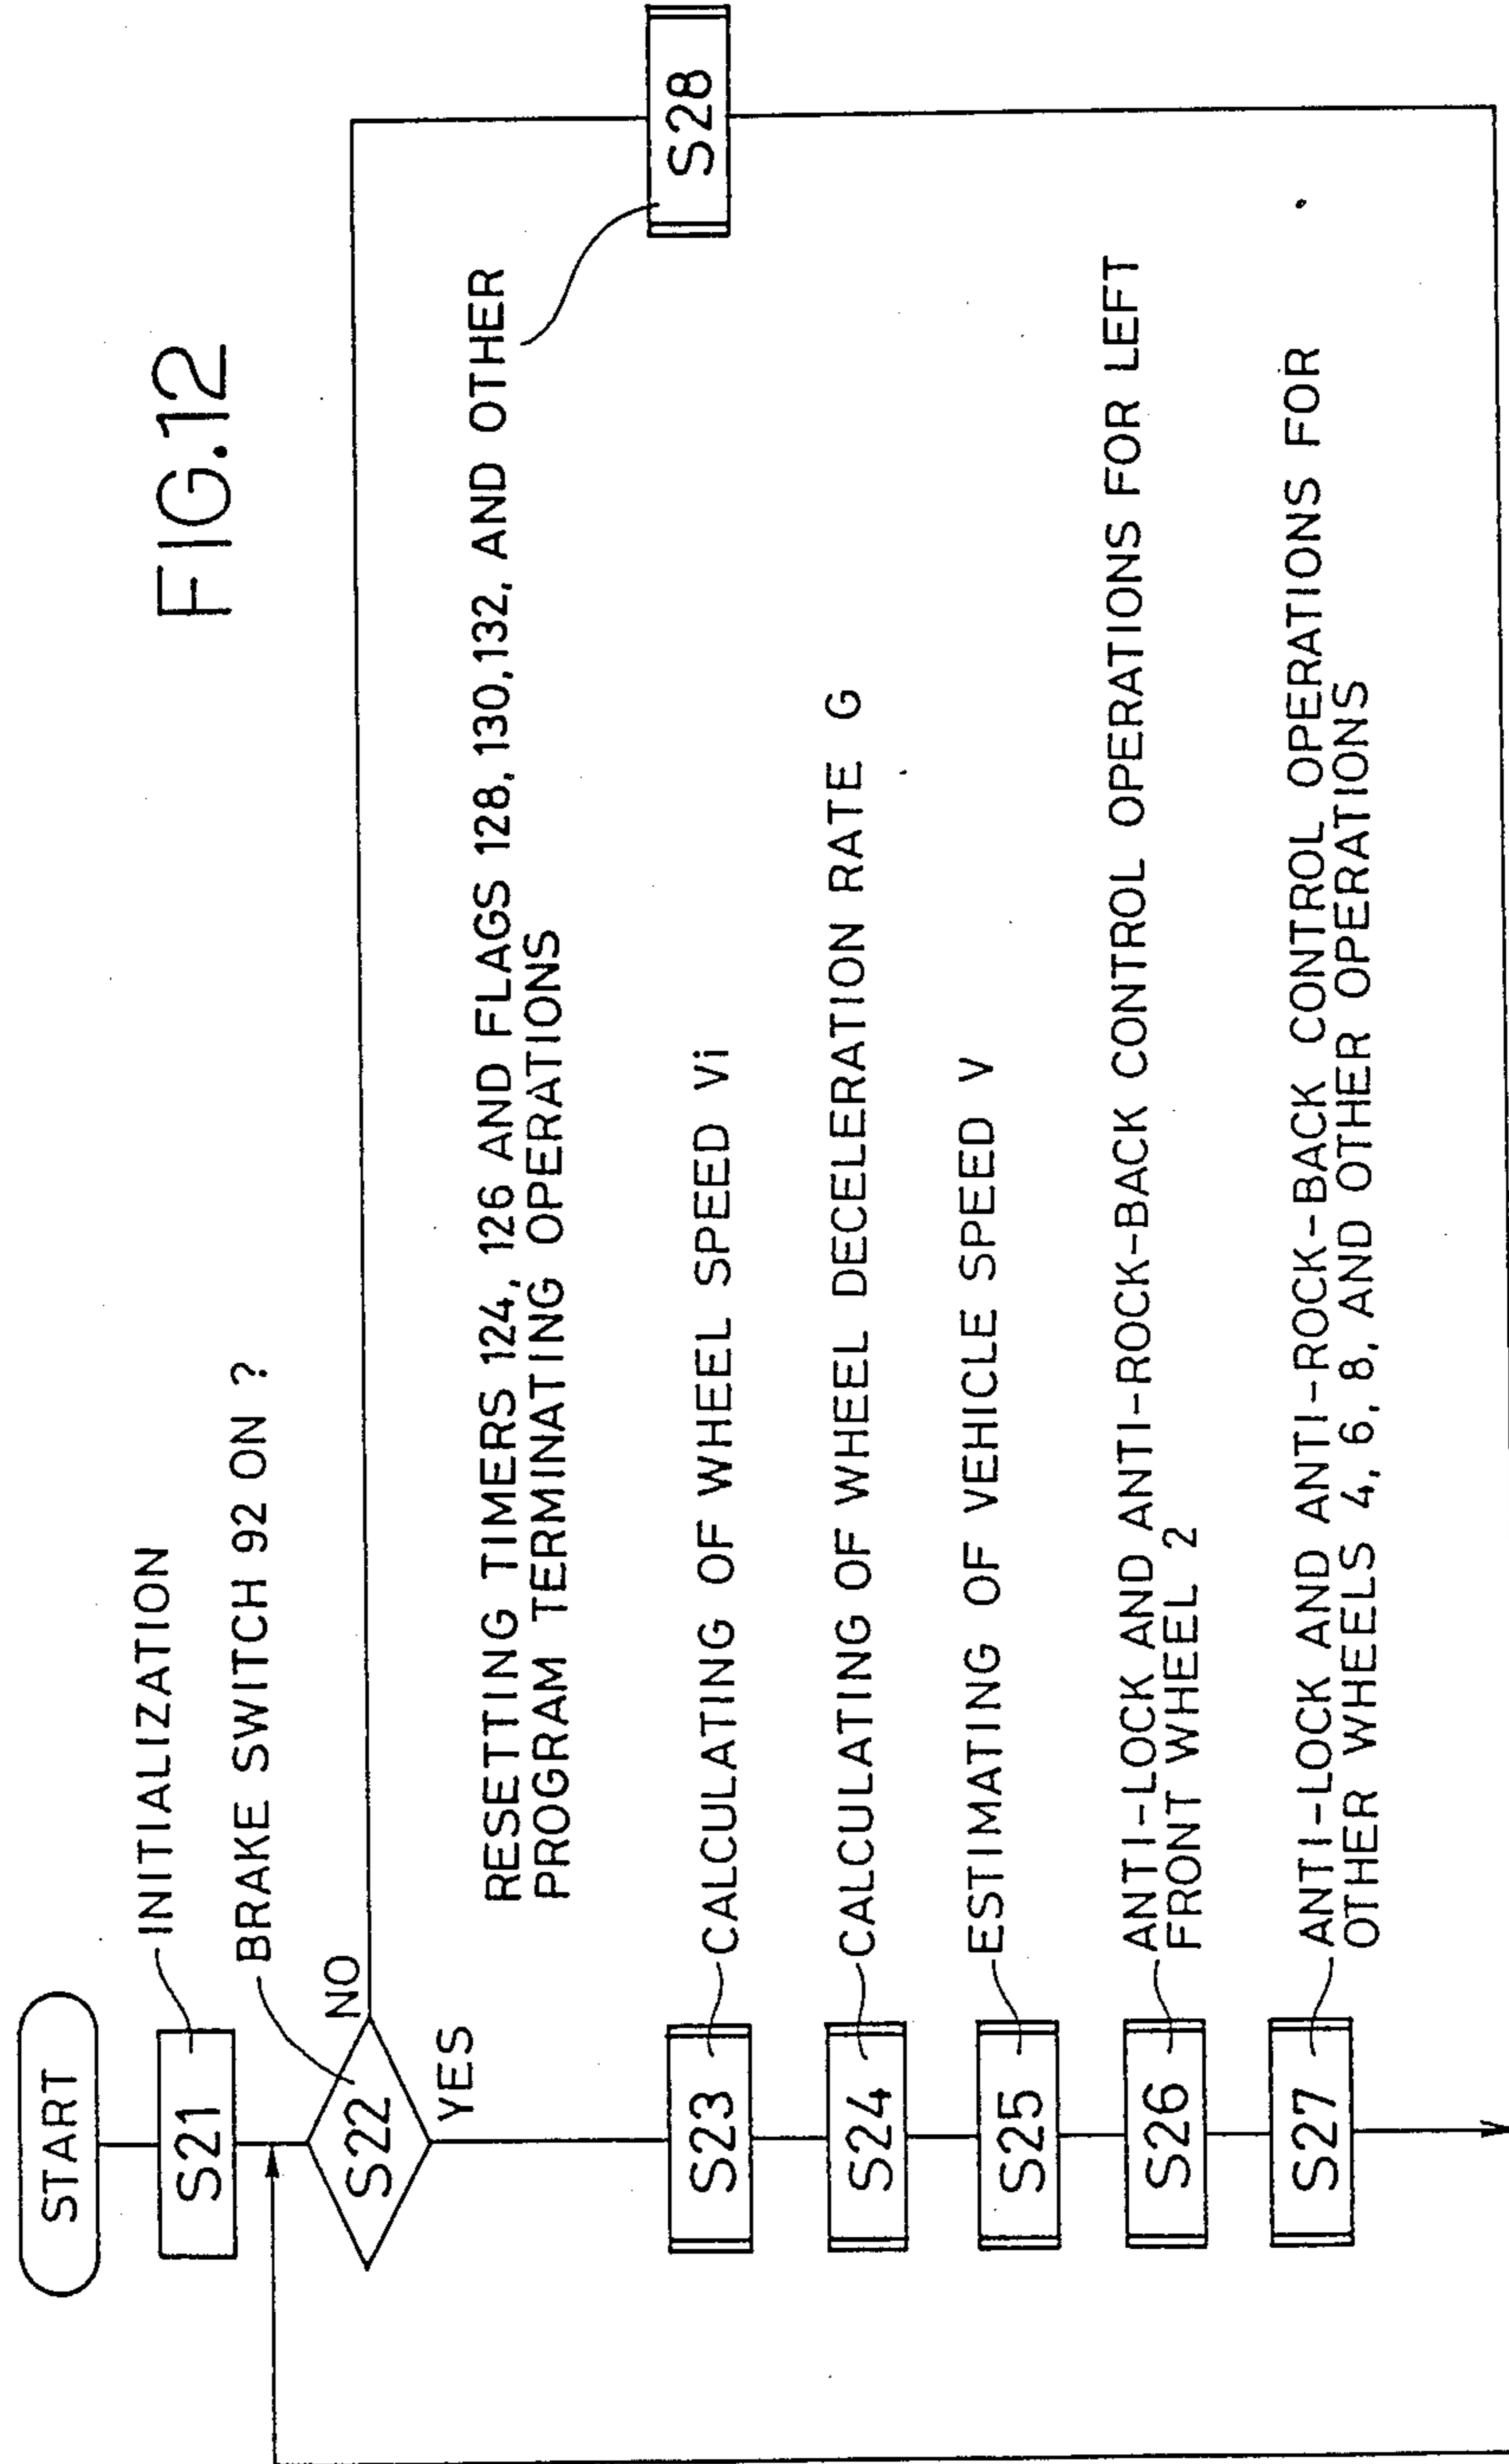 FIG.12
START
S21
INITIALIZATION
S22
BRAKE SWITCH 92 ON ?
NO
YES
RESETTING TIMERS 124, 126 AND FLAGS 128, 130, 132, AND OTHER
PROGRAM TERMINATING OPERATIONS
S28
S23
CALCULATING OF WHEEL SPEED Vi
S24
CALCULATING OF WHEEL DECELERATION RATE G
S25
ESTIMATING OF VEHICLE SPEED V
S26
ANTI-LOCK AND ANTI-ROCK-BACK CONTROL OPERATIONS FOR LEFT
FRONT WHEEL 2
S27
ANTI-LOCK AND ANTI-ROCK-BACK CONTROL OPERATIONS FOR
OTHER WHEELS 4, 6, 8, AND OTHER OPERATIONS